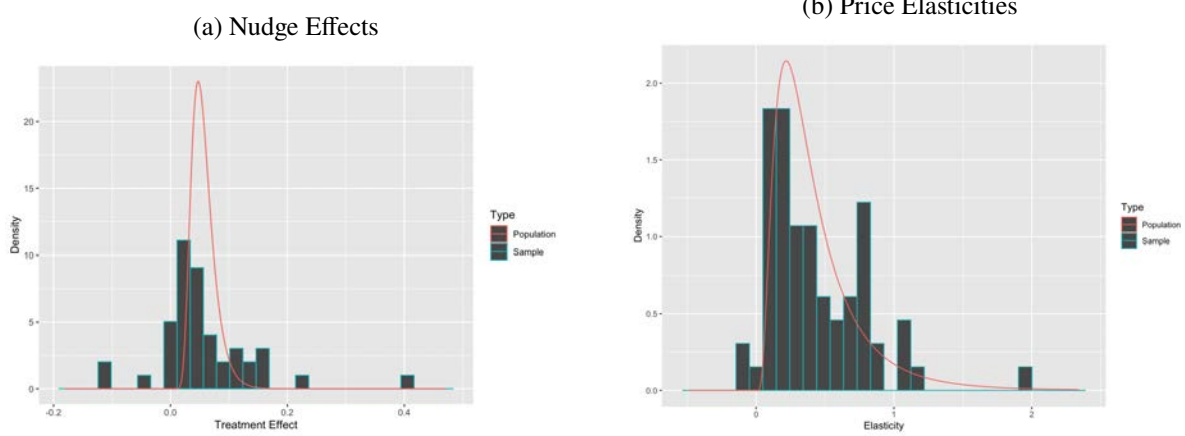 (a) Nudge Effects
20
15
10
5
0
Density
-0.2
0.0
0.2
0.4
Treatment Effect
Type
Population
Sample
(b) Price Elasticities
2.0
1.5
1.0
0.5
0.0
Density
0
1
2
Elasticity
Type
Population
Sample